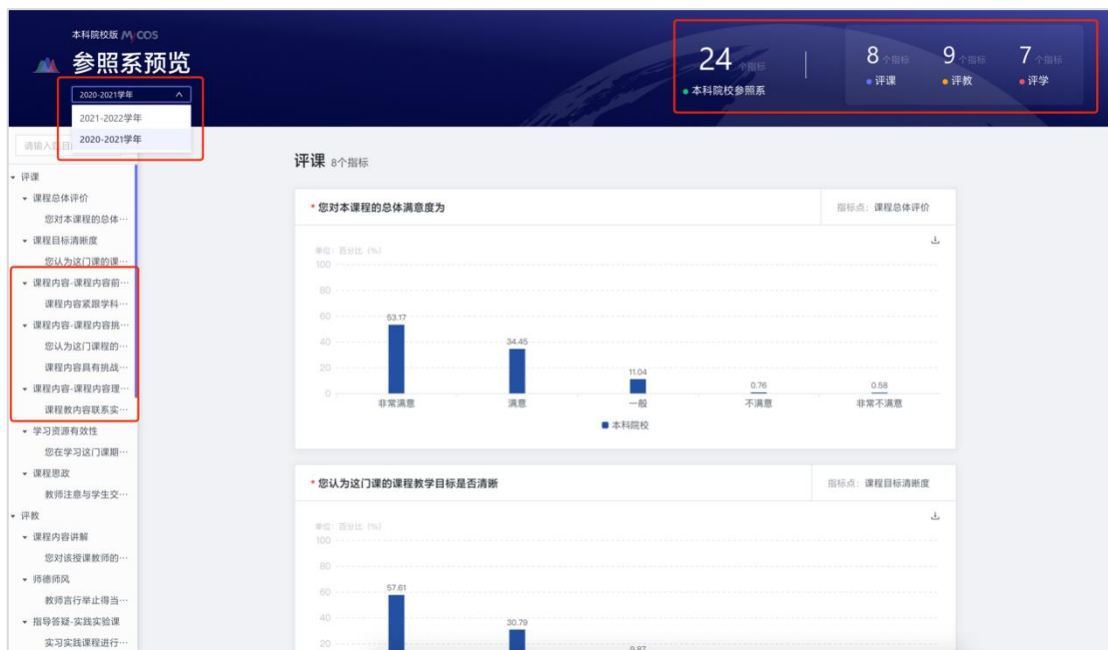 本科院校版 MyCOS
参照系预览
2020-2021学年
2021-2022学年
2020-2021学年
24 个指标
本科院校参照系
8 个指标
评课
9 个指标
评教
7 个指标
评学
请输入题目
评课
课程总体评价
您对本课程的总体…
课程目标清晰度
您认为这门课的课…
课程内容-课程内容前…
课程内容紧跟学科…
课程内容-课程内容挑…
您认为这门课程的…
课程内容具有挑战…
课程内容-课程内容理…
课程教内容联系实…
学习资源有效性
您在学习这门课期…
课程思政
教师注意与学生交…
评教
课程内容讲解
您对该授课教师的…
师德师风
教师言行举止得当…
指导答疑-实践实验课
实习实践课程进行…
评课 8个指标
* 您对本课程的总体满意度为
指标点：课程总体评价
单位：百分比（%）
100
80
60
40
20
0
53.17
34.45
11.04
0.76
0.58
非常满意
满意
一般
不满意
非常不满意
本科院校
* 您认为这门课的课程教学目标是否清晰
指标点：课程目标清晰度
单位：百分比（%）
100
80
60
40
20
57.61
30.79
9.87